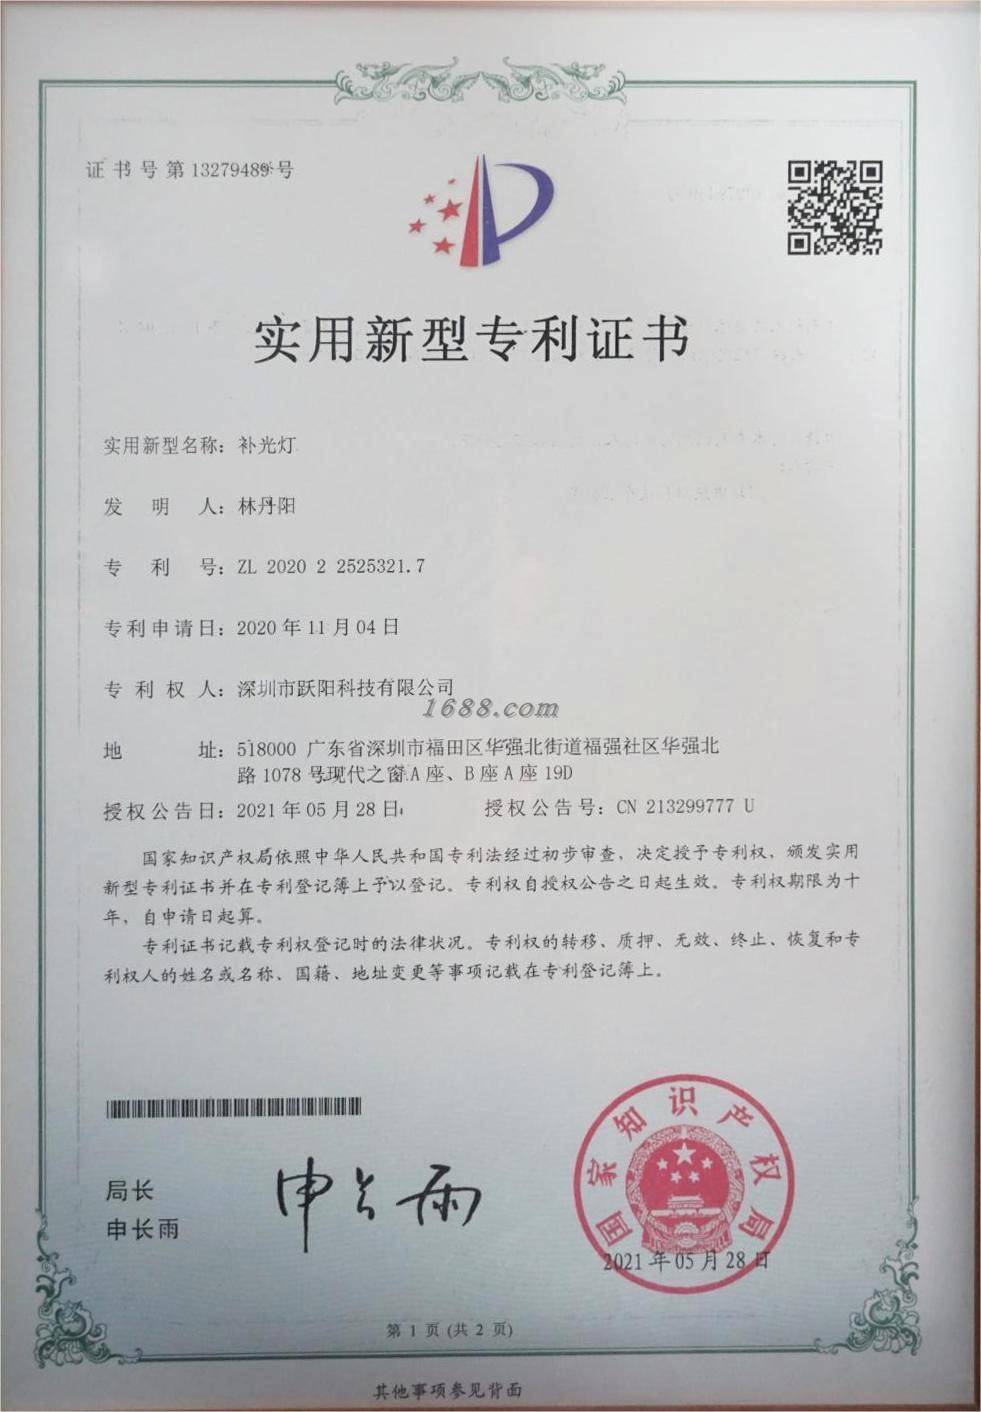 证书号第13279489号
实用新型专利证书
实用新型名称：补光灯
发明人：林丹阳
专利号：ZL 2020 2 2525321.7
专利申请日：2020年11月04日
专利权人：深圳市跃阳科技有限公司
1688.com
地址：518000 广东省深圳市福田区华强北街道福强社区华强北
路1078号现代之窗A座、B座A座19D
授权公告日：2021年05月28日 授权公告号：CN 213299777 U
国家知识产权局依照中华人民共和国专利法经过初步审查，决定授予专利权，颁发实用
新型专利证书并在专利登记簿上予以登记。专利权自授权公告之日起生效。专利权期限为十
年，自申请日起算。
专利证书记载专利权登记时的法律状况。专利权的转移、质押、无效、终止、恢复和专
利权人的姓名或名称、国籍、地址变更等事项记载在专利登记簿上。
局长
申长雨
申长雨
国家知识产权局
2021年05月28日
第1页(共2页)
其他事项参见背面